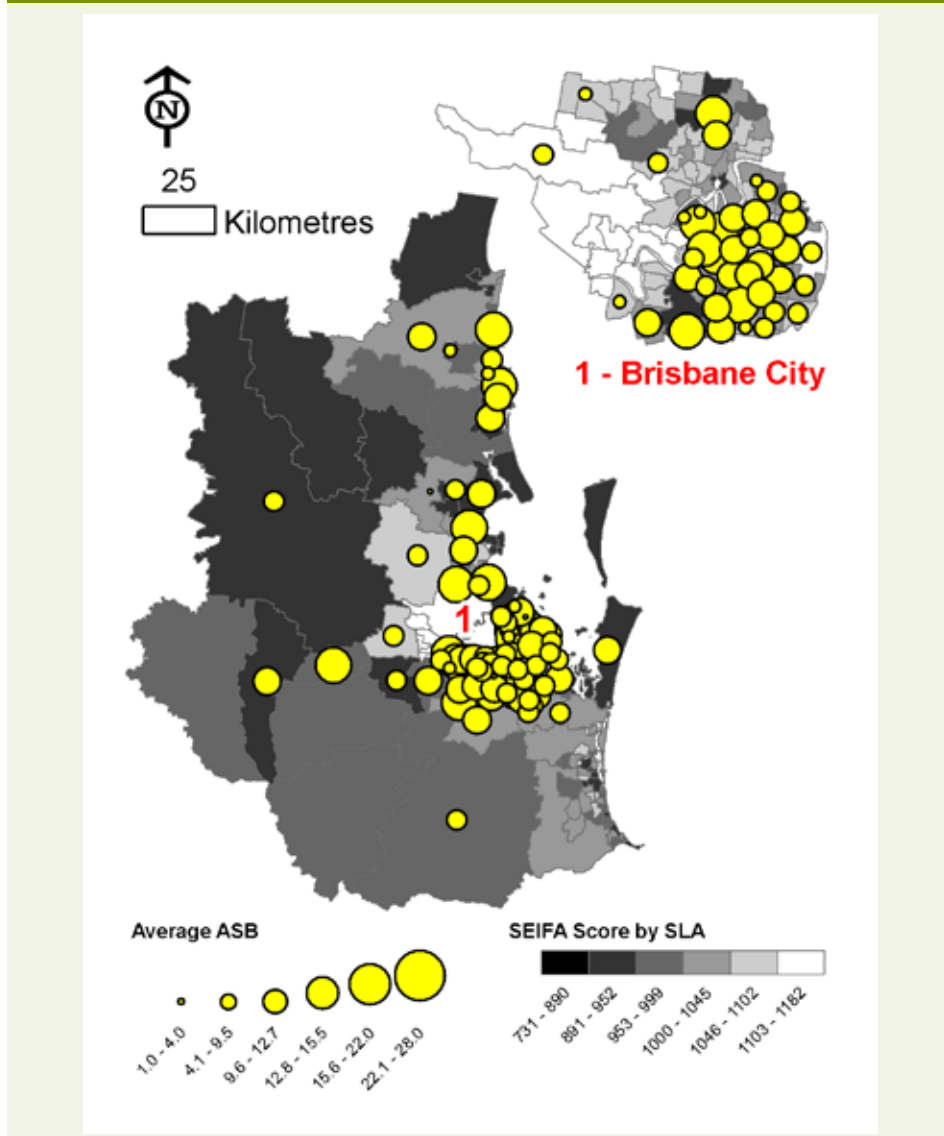 N
25
Kilometres
1 - Brisbane City
1
Average ASB
1.0 - 4.0
4.1 - 9.5
9.6 - 12.7
12.8 - 15.5
15.6 - 22.0
22.1 - 28.0
SEIFA Score by SLA
731 - 890
891 - 952
953 - 999
1000 - 1045
1046 - 1102
1103 - 1182